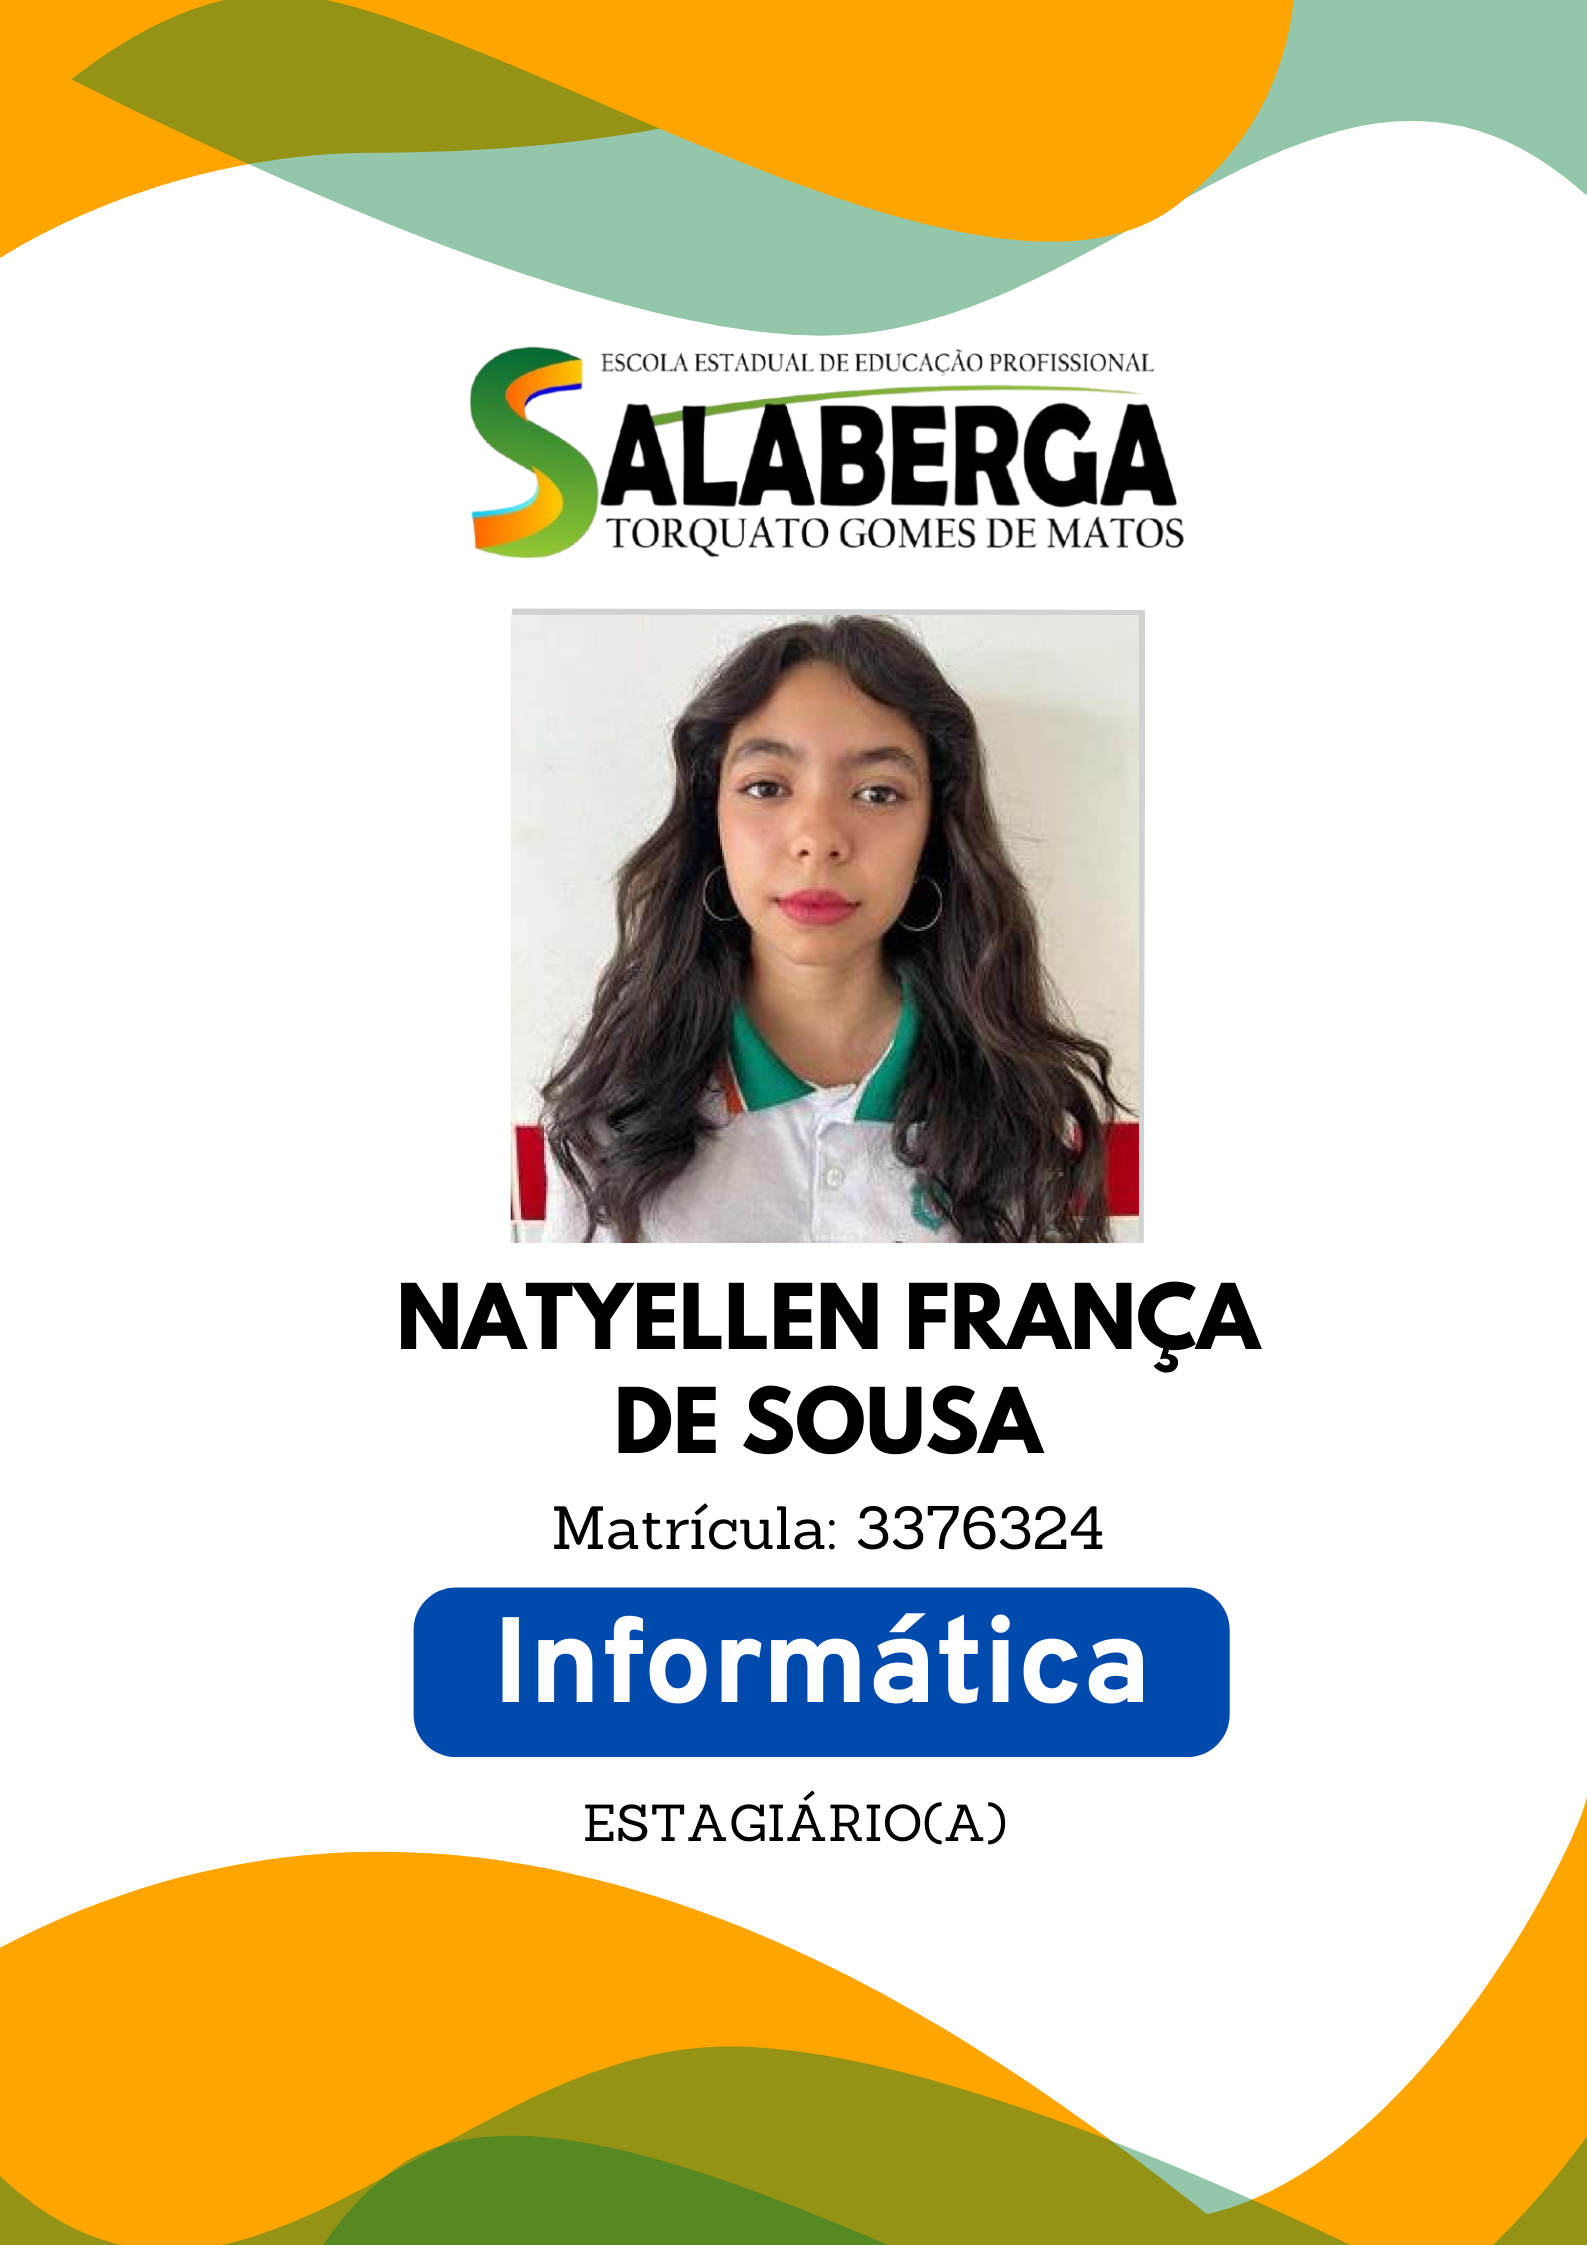 ESCOLA ESTADUAL DE EDUCAÇÃO PROFISSIONAL
SALABERGA
TORQUATO GOMES DE MATOS
NATYELLEN FRANÇA
DE SOUSA
Matrícula: 3376324
Informática
ESTAGIÁRIO(A)